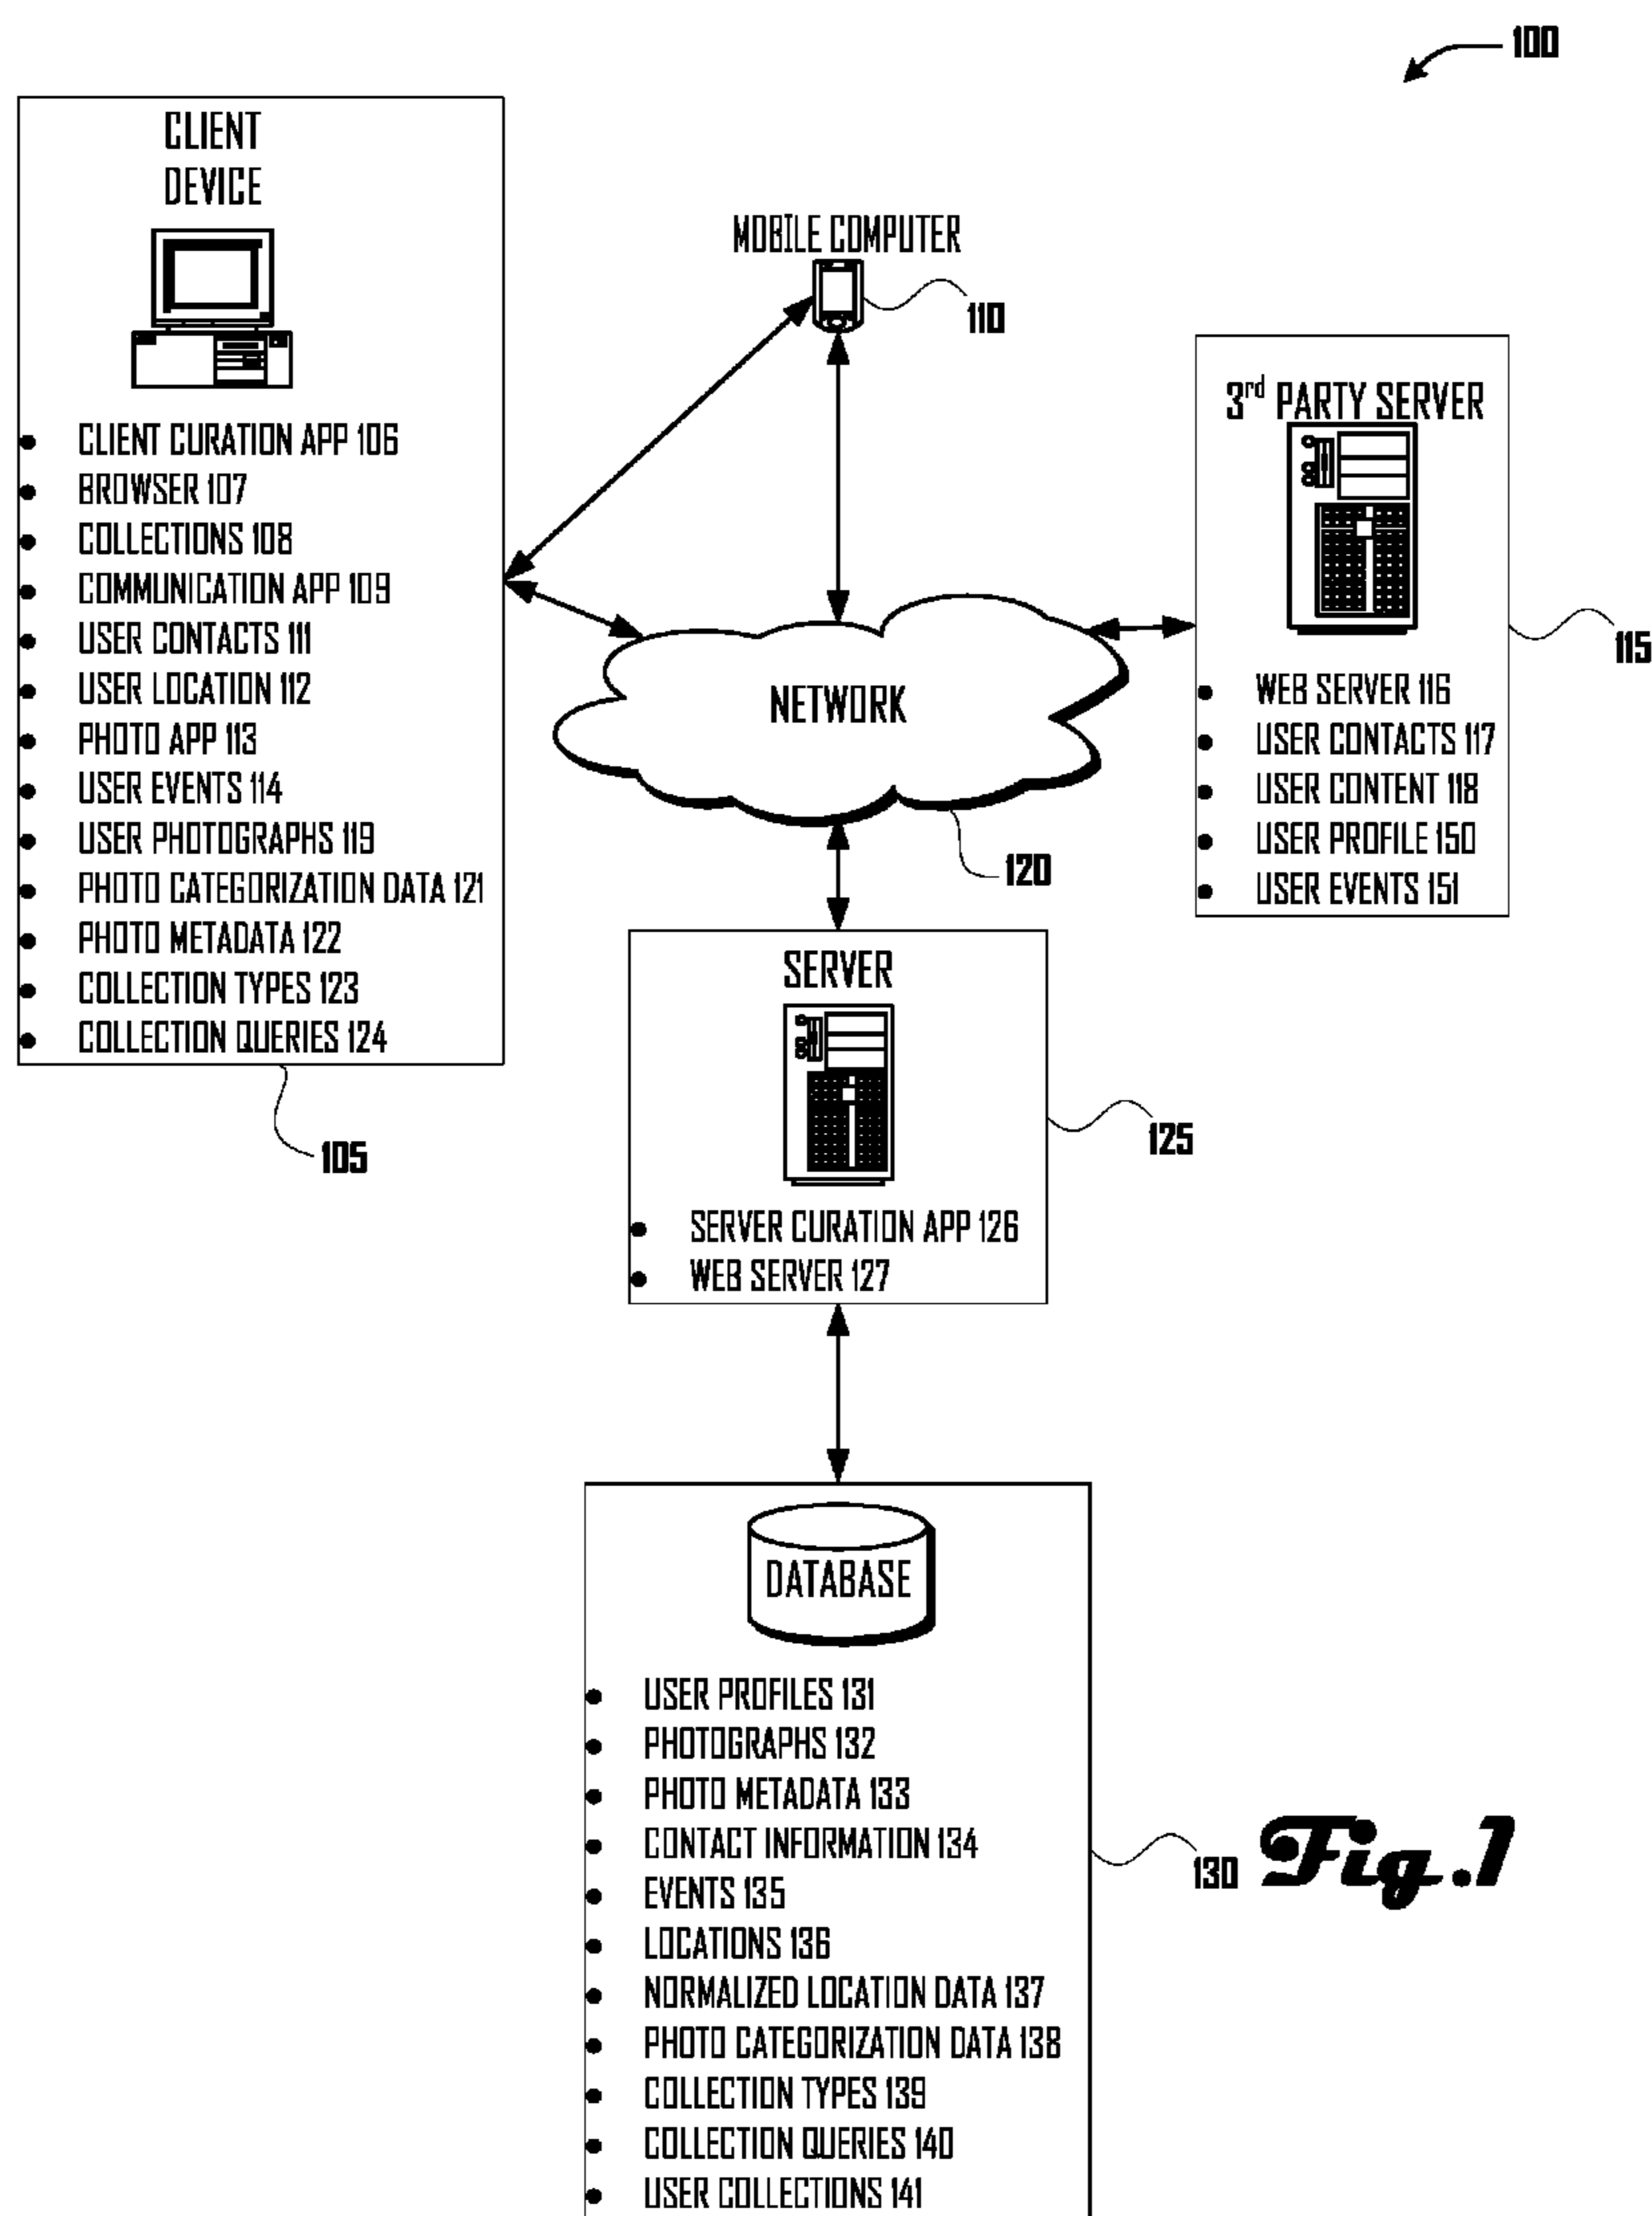 100
CLIENT
DEVICE
CLIENT CURATION APP 106
BROWSER 107
COLLECTIONS 108
COMMUNICATION APP 109
USER CONTACTS 111
USER LOCATION 112
PHOTO APP 113
USER EVENTS 114
USER PHOTOGRAPHS 119
PHOTO CATEGORIZATION DATA 121
PHOTO METADATA 122
COLLECTION TYPES 123
COLLECTION QUERIES 124
105
MOBILE COMPUTER
110
3rd PARTY SERVER
WEB SERVER 116
USER CONTACTS 117
USER CONTENT 118
USER PROFILE 150
USER EVENTS 151
115
NETWORK
120
SERVER
SERVER CURATION APP 126
WEB SERVER 127
125
DATABASE
USER PROFILES 131
PHOTOGRAPHS 132
PHOTO METADATA 133
CONTACT INFORMATION 134
EVENTS 135
LOCATIONS 136
NORMALIZED LOCATION DATA 137
PHOTO CATEGORIZATION DATA 138
COLLECTION TYPES 139
COLLECTION QUERIES 140
USER COLLECTIONS 141
130
Fig.1